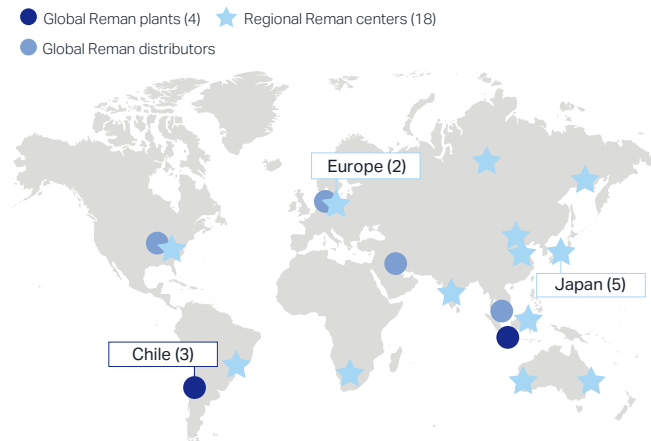 Global Reman plants (4)
Regional Reman centers (18)
Global Reman distributors
Europe (2)
Japan (5)
Chile (3)